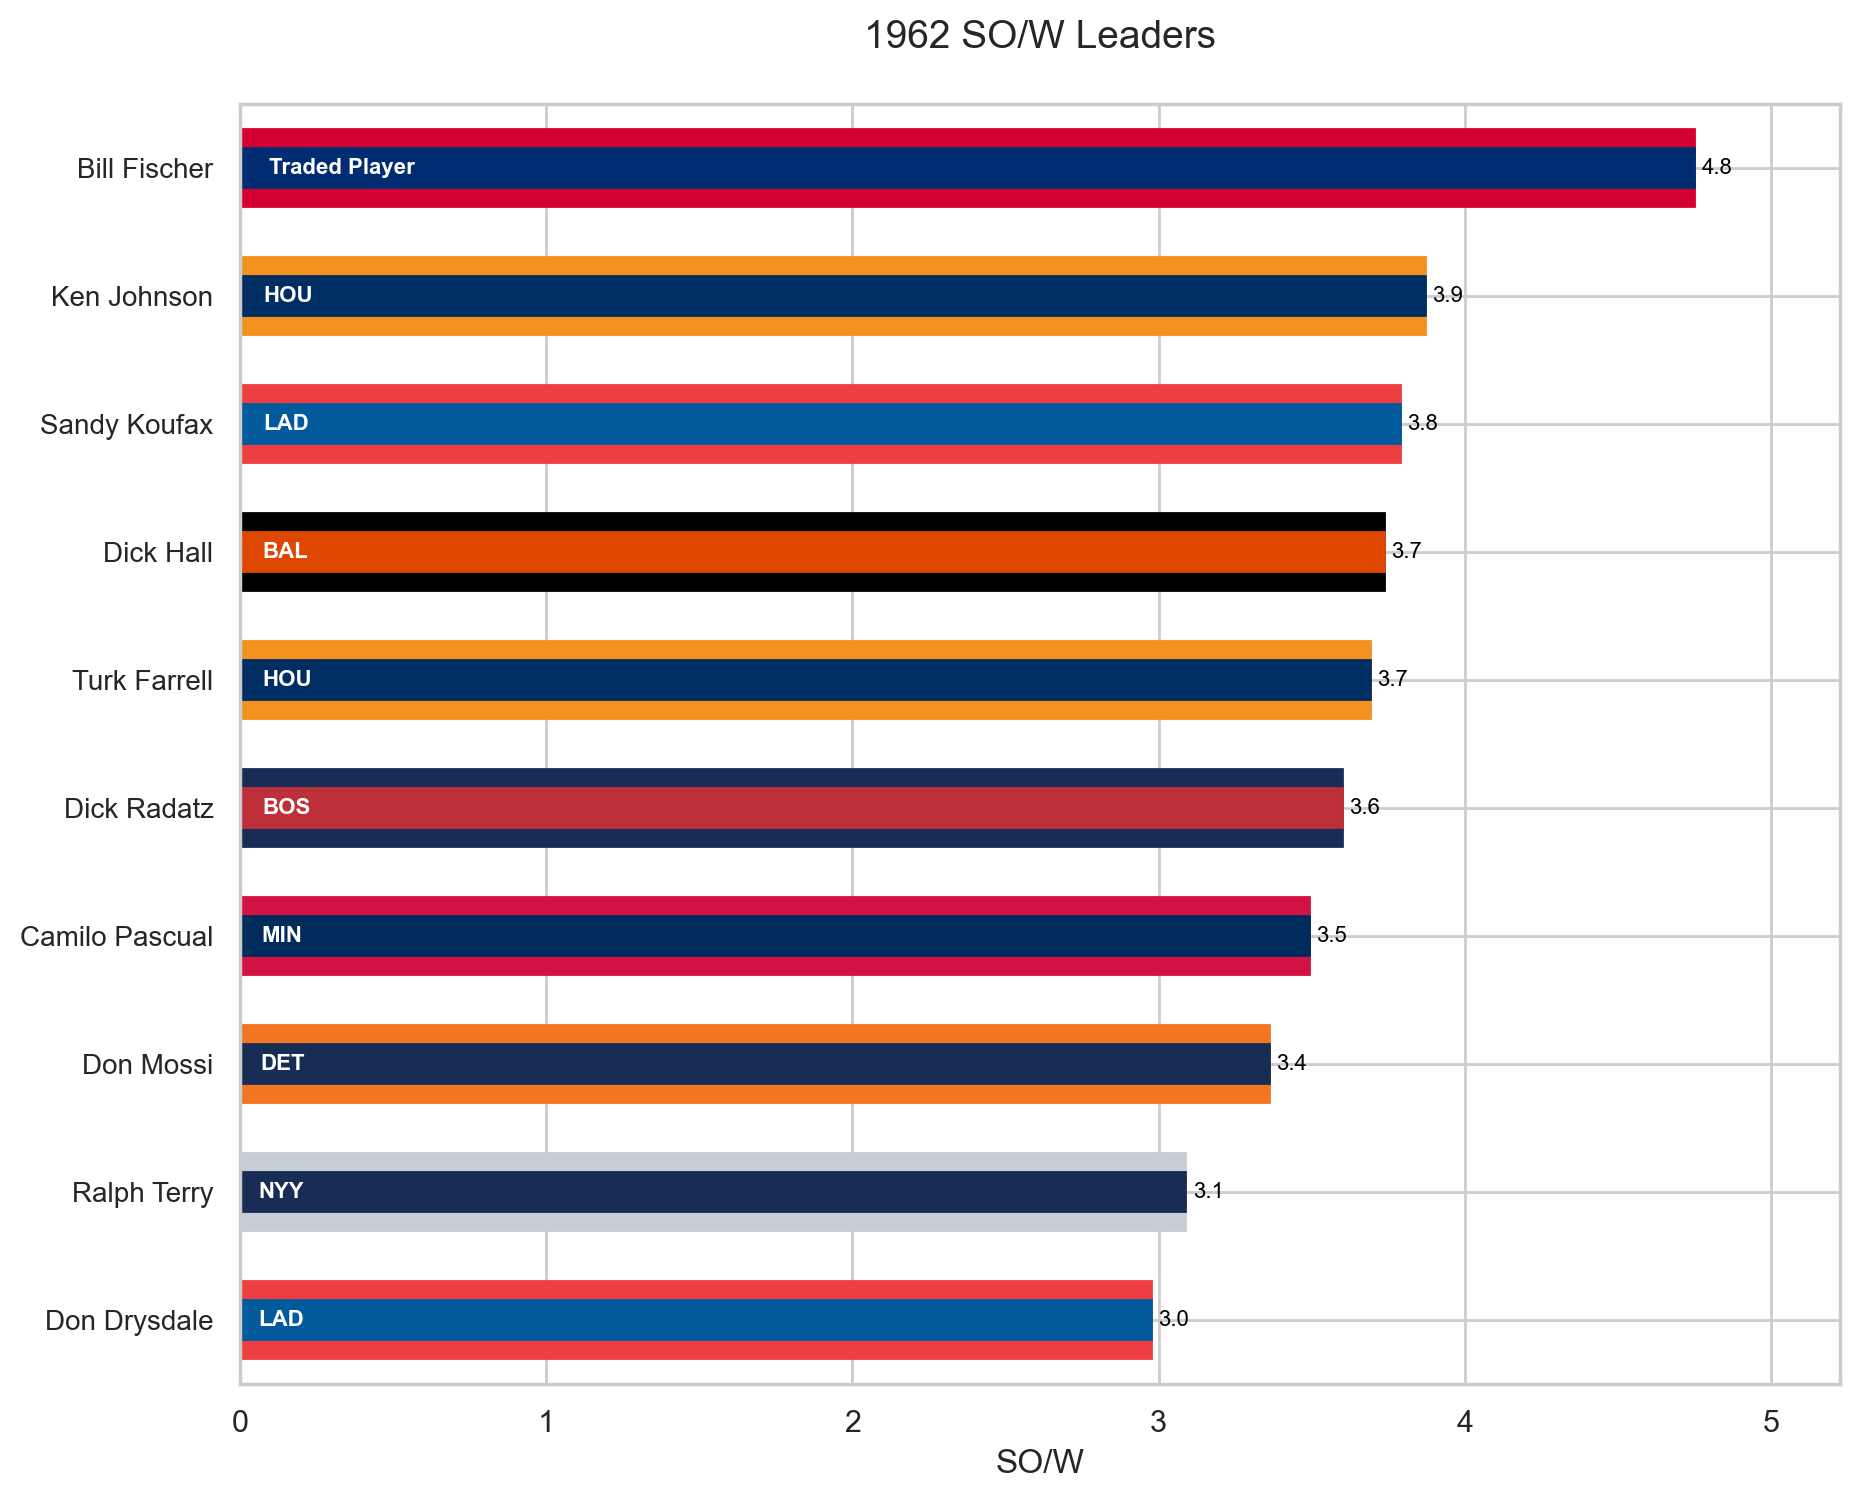 1962 SO/W Leaders
Bill Fischer
Traded Player
4.8
Ken Johnson
HOU
3.9
Sandy Koufax
LAD
3.8
Dick Hall
BAL
3.7
Turk Farrell
HOU
3.7
Dick Radatz
BOS
3.6
Camilo Pascual
MIN
3.5
Don Mossi
DET
3.4
Ralph Terry
NYY
3.1
Don Drysdale
LAD
3.0
0 1 2 3 4 5
SO/W